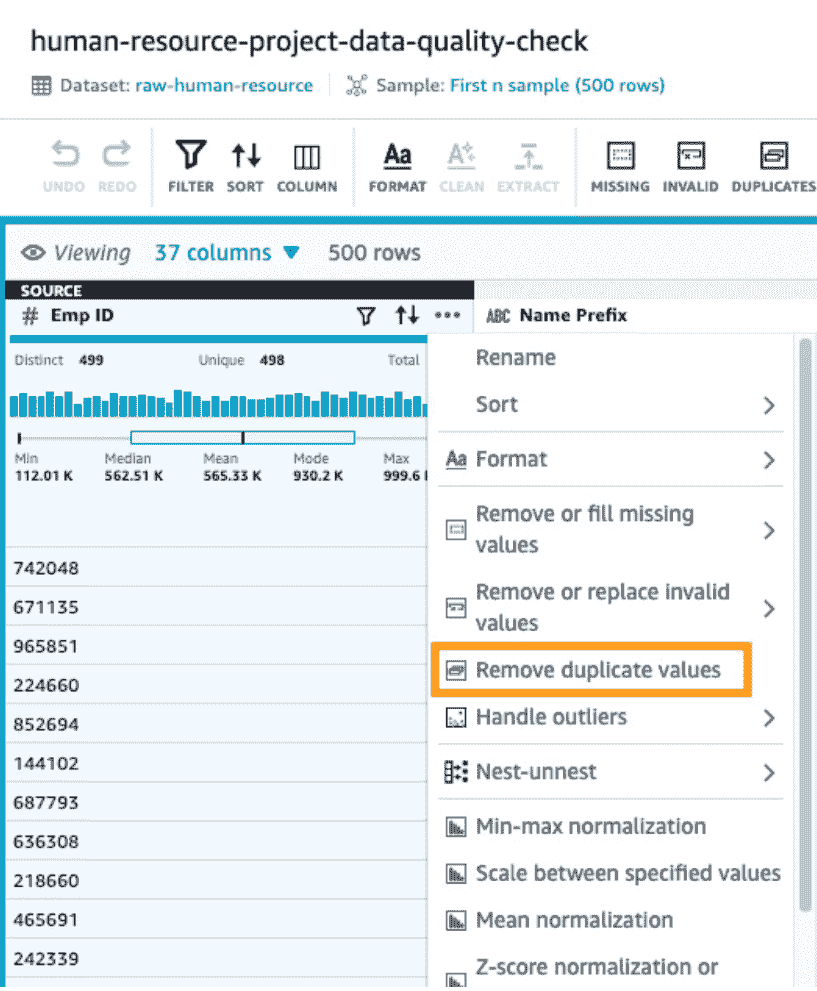 human-resource-project-data-quality-check
Dataset: raw-human-resource Sample: First n sample (500 rows)
UNDO REDO FILTER SORT COLUMN FORMAT CLEAN EXTRACT MISSING INVALID DUPLICATES
Viewing 37 columns 500 rows
SOURCE
# Emp ID ABC Name Prefix
Distinct 499 Unique 498 Total
Min Median Mean Mode Max
112.01 K 562.51 K 565.33 K 930.2 K 999.6
742048
671135
965851
224660
852694
144102
687793
636308
218660
465691
242339
Rename
Sort
Aa Format
Remove or fill missing
values
Remove or replace invalid
values
Remove duplicate values
Handle outliers
Nest-unnest
Min-max normalization
Scale between specified values
Mean normalization
Z-score normalization or